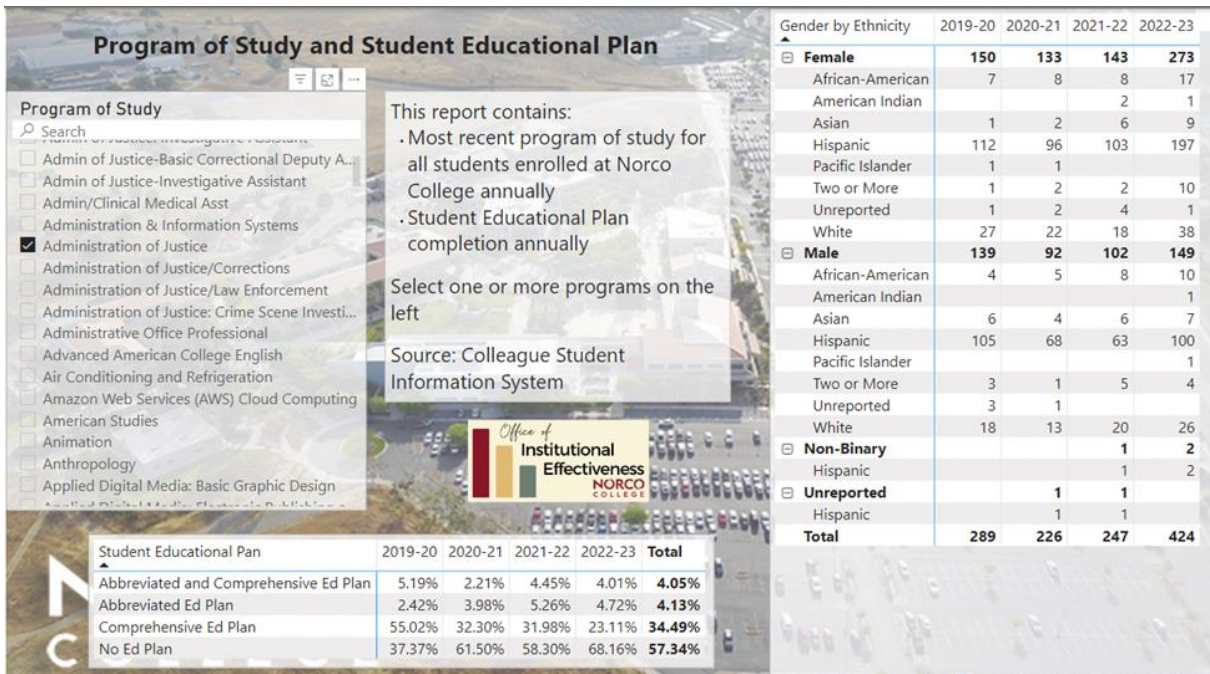 Program of Study and Student Educational Plan
Program of Study
Search
Admin of Justice: Investigative Assistant
Admin of Justice-Basic Correctional Deputy A...
Admin of Justice-Investigative Assistant
Admin/Clinical Medical Asst
Administration & Information Systems
Administration of Justice
Administration of Justice/Corrections
Administration of Justice/Law Enforcement
Administration of Justice: Crime Scene Investi...
Administrative Office Professional
Advanced American College English
Air Conditioning and Refrigeration
Amazon Web Services (AWS) Cloud Computing
American Studies
Animation
Anthropology
Applied Digital Media: Basic Graphic Design
Applied Digital Media: Electronic Publishing
This report contains:
• Most recent program of study for
all students enrolled at Norco
College annually
• Student Educational Plan
completion annually
Select one or more programs on the
left
Source: Colleague Student
Information System
Office of
Institutional
Effectiveness
NORCO
COLLEGE
Student Educational Pan 2019-20 2020-21 2021-22 2022-23 Total
Abbreviated and Comprehensive Ed Plan 5.19% 2.21% 4.45% 4.01% 4.05%
Abbreviated Ed Plan 2.42% 3.98% 5.26% 4.72% 4.13%
Comprehensive Ed Plan 55.02% 32.30% 31.98% 23.11% 34.49%
No Ed Plan 37.37% 61.50% 58.30% 68.16% 57.34%
Gender by Ethnicity 2019-20 2020-21 2021-22 2022-23
Female 150 133 143 273
African-American 7 8 8 17
American Indian 2 1
Asian 1 2 6 9
Hispanic 112 96 103 197
Pacific Islander 1 1
Two or More 1 2 2 10
Unreported 1 2 4 1
White 27 22 18 38
Male 139 92 102 149
African-American 4 5 8 10
American Indian 1
Asian 6 4 6 7
Hispanic 105 68 63 100
Pacific Islander 1
Two or More 3 1 5 4
Unreported 3 1
White 18 13 20 26
Non-Binary 1 2
Hispanic 1 2
Unreported 1 1
Hispanic 1 1
Total 289 226 247 424